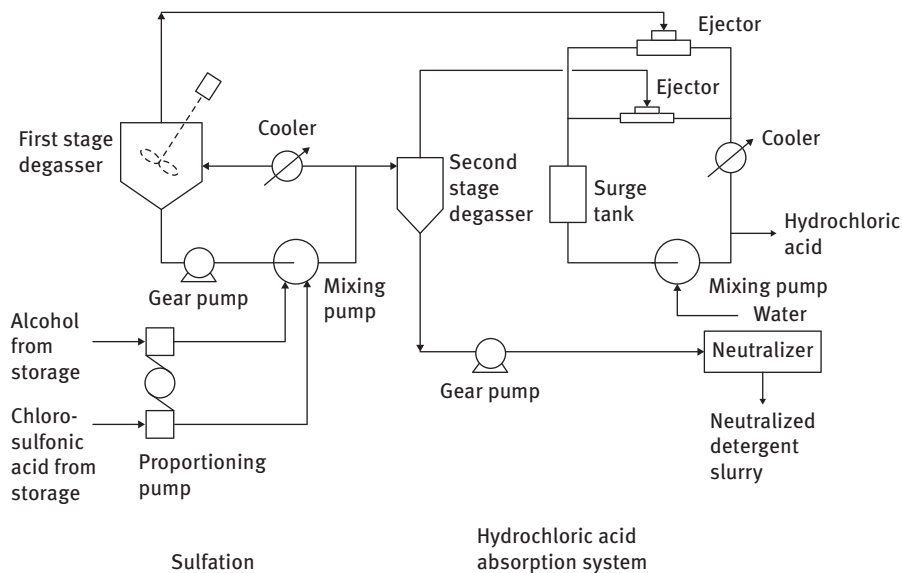 Ejector
Ejector
First stage
degasser
Cooler
Second
stage
degasser
Surge
tank
Cooler
Hydrochloric
acid
Gear pump
Mixing
pump
Mixing pump
Water
Alcohol
from
storage
Gear pump
Neutralizer
Chloro-
sulfonic
acid from
storage
Proportioning
pump
Neutralized
detergent
slurry
Sulfation
Hydrochloric acid
absorption system